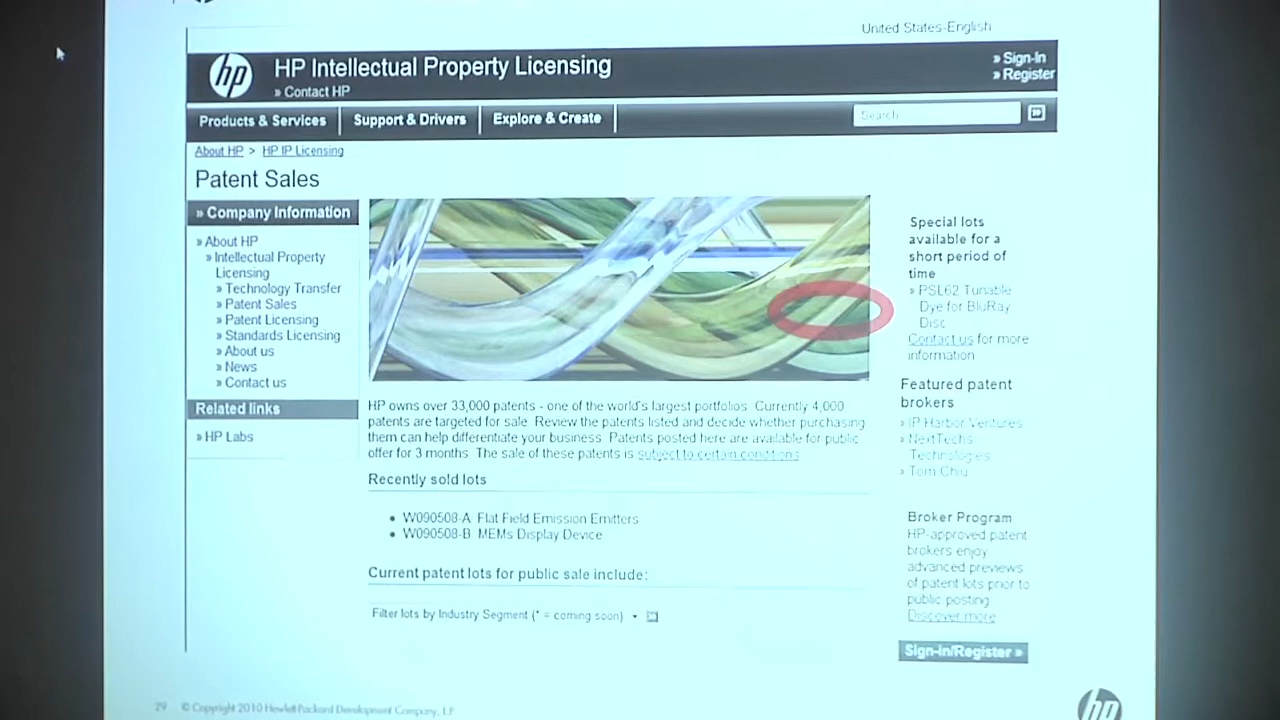 United States-English
hp
HP Intellectual Property Licensing
» Contact HP
» Sign-In
» Register
Products & Services
Support & Drivers
Explore & Create
Search
About HP > HP IP Licensing
Patent Sales
» Company Information
» About HP
» Intellectual Property
Licensing
» Technology Transfer
» Patent Sales
» Patent Licensing
» Standards Licensing
» About us
» News
» Contact us
Related links
» HP Labs
HP owns over 33,000 patents - one of the world's largest portfolios. Currently 4,000
patents are targeted for sale. Review the patents listed and decide whether purchasing
them can help differentiate your business. Patents posted here are available for public
offer for 3 months. The sale of these patents is subject to certain conditions
Recently sold lots
• W090508-A Flat Field Emission Emitters
• W090508-B MEMs Display Device
Current patent lots for public sale include:
Filter lots by Industry Segment (* = coming soon)
Special lots
available for a
short period of
time
» PSL62 Tunable
Dye for BluRay
Disc
Contact us for more
information
Featured patent
brokers
» IP Harbor Ventures
» NextTechs
Technologies
» Tom Chiu
Broker Program
HP-approved patent
brokers enjoy
advanced previews
of patent lots prior to
public posting
Discover more
Sign-In/Register »
29 © Copyright 2010 Hewlett-Packard Development Company, L.P.
hp